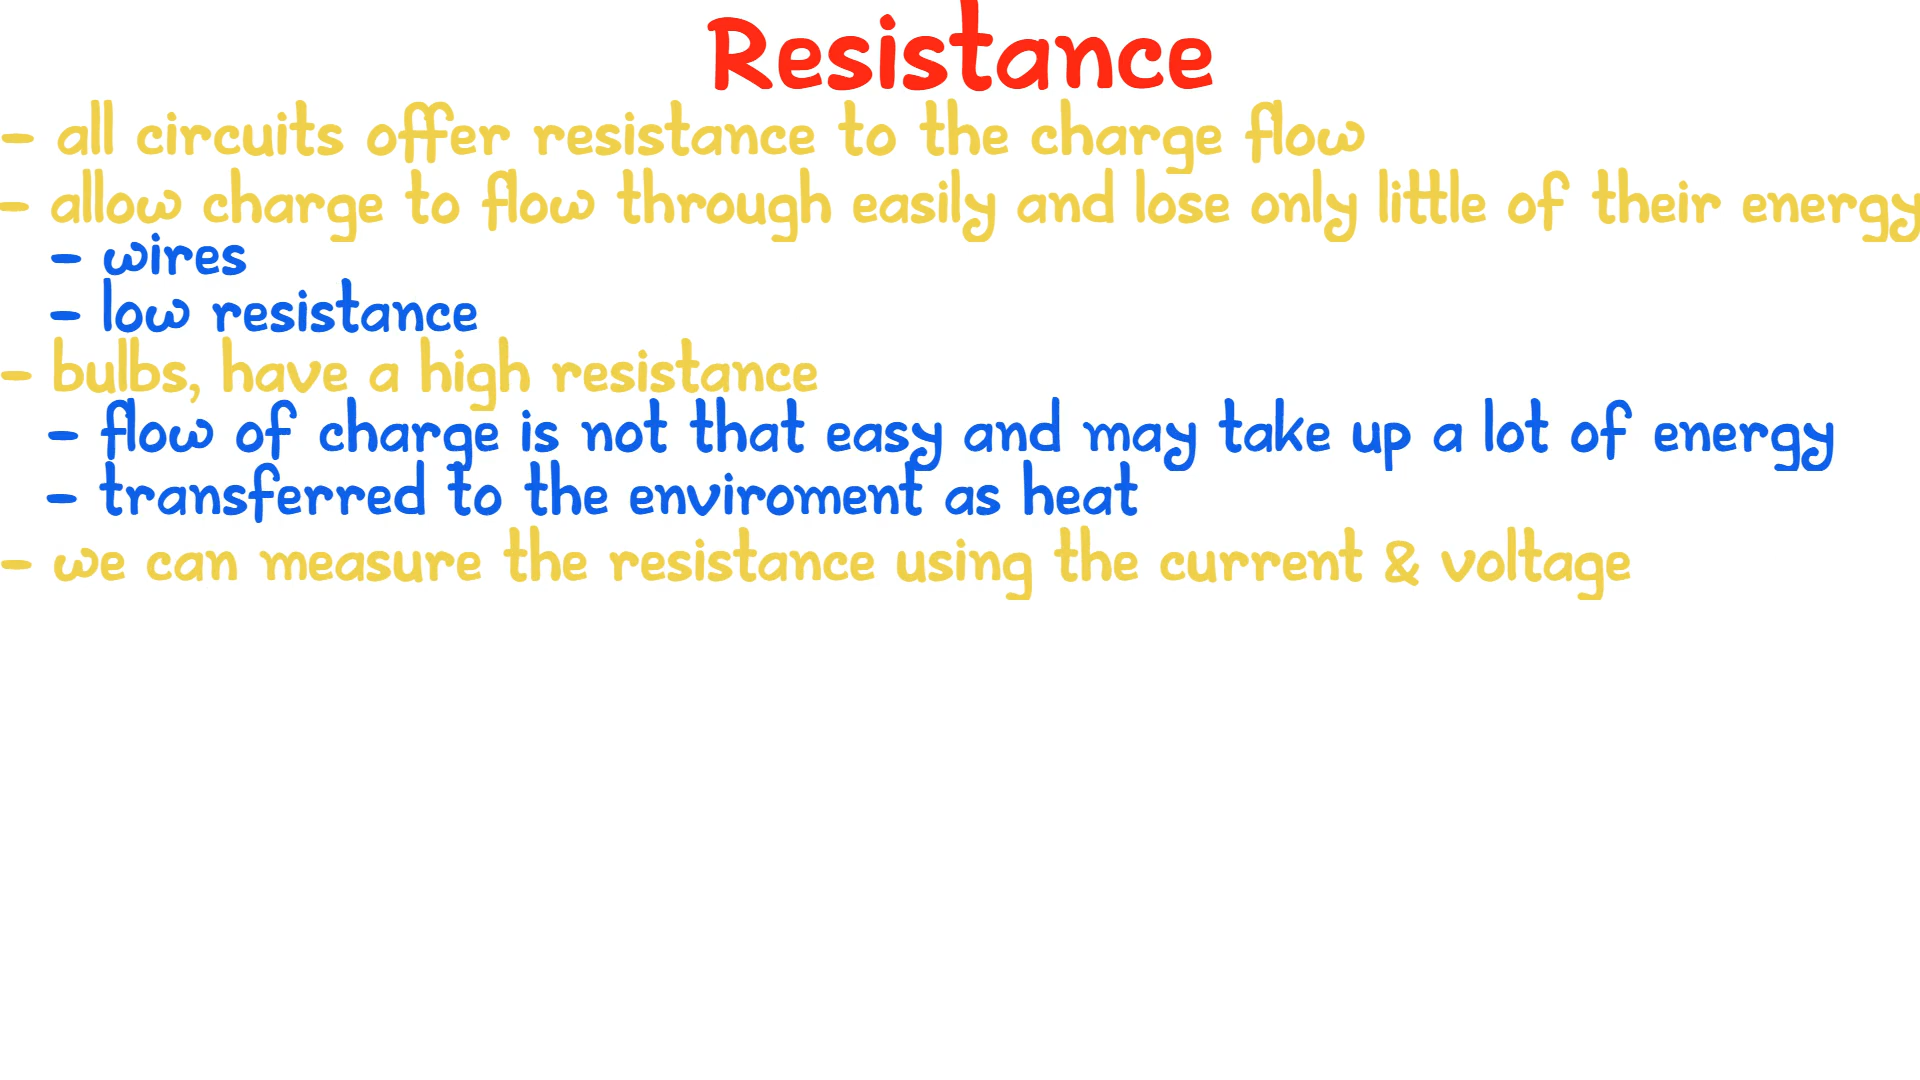 Resistance
- all circuits offer resistance to the charge flow
- allow charge to flow through easily and lose only little of their energy
- wires
- low resistance
- bulbs, have a high resistance
- flow of charge is not that easy and may take up a lot of energy
- transferred to the enviroment as heat
- we can measure the resistance using the current & voltage